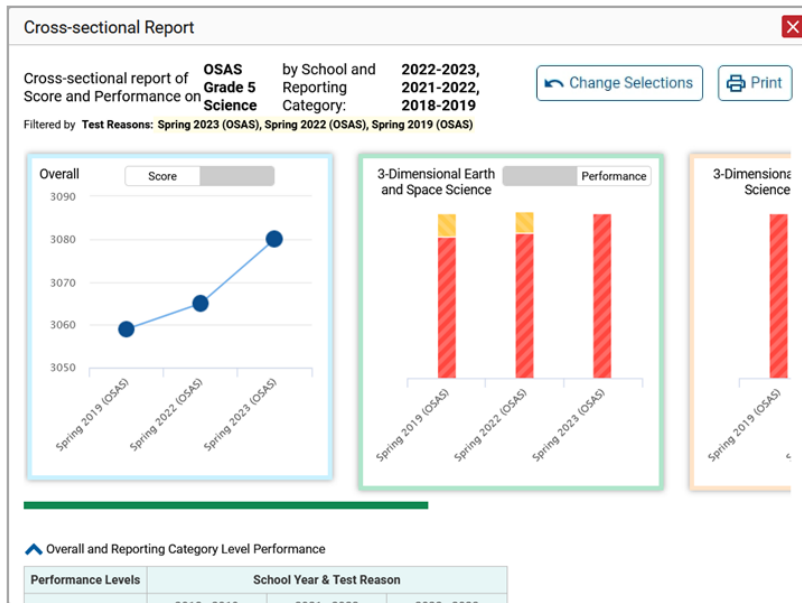 Cross-sectional Report
Cross-sectional report of Score and Performance on OSAS Grade 5 Science by School and Reporting Category: 2022-2023, 2021-2022, 2018-2019
Change Selections
Print
Filtered by Test Reasons: Spring 2023 (OSAS), Spring 2022 (OSAS), Spring 2019 (OSAS)
Overall
Score
3090
3080
3070
3060
3050
Spring 2019 (OSAS)
Spring 2022 (OSAS)
Spring 2023 (OSAS)
3-Dimensional Earth
and Space Science
Performance
Spring 2019 (OSAS)
Spring 2022 (OSAS)
Spring 2023 (OSAS)
3-Dimensiona
Science
Spring 2019 (OSAS)
Overall and Reporting Category Level Performance
Performance Levels
School Year & Test Reason